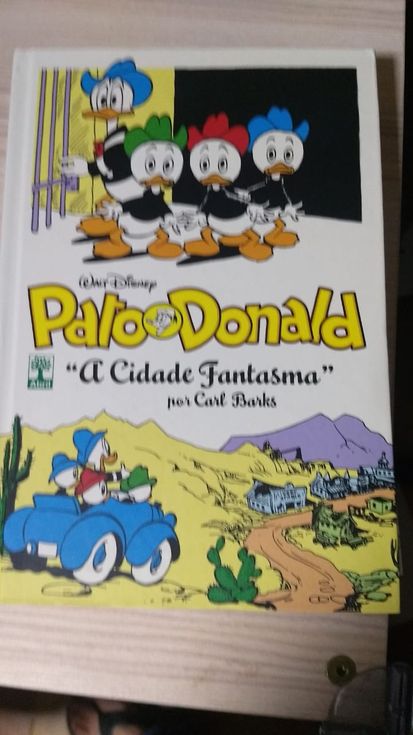 Walt Disney
Pato Donald
"A Cidade Fantasma"
por Carl Barks
Abril